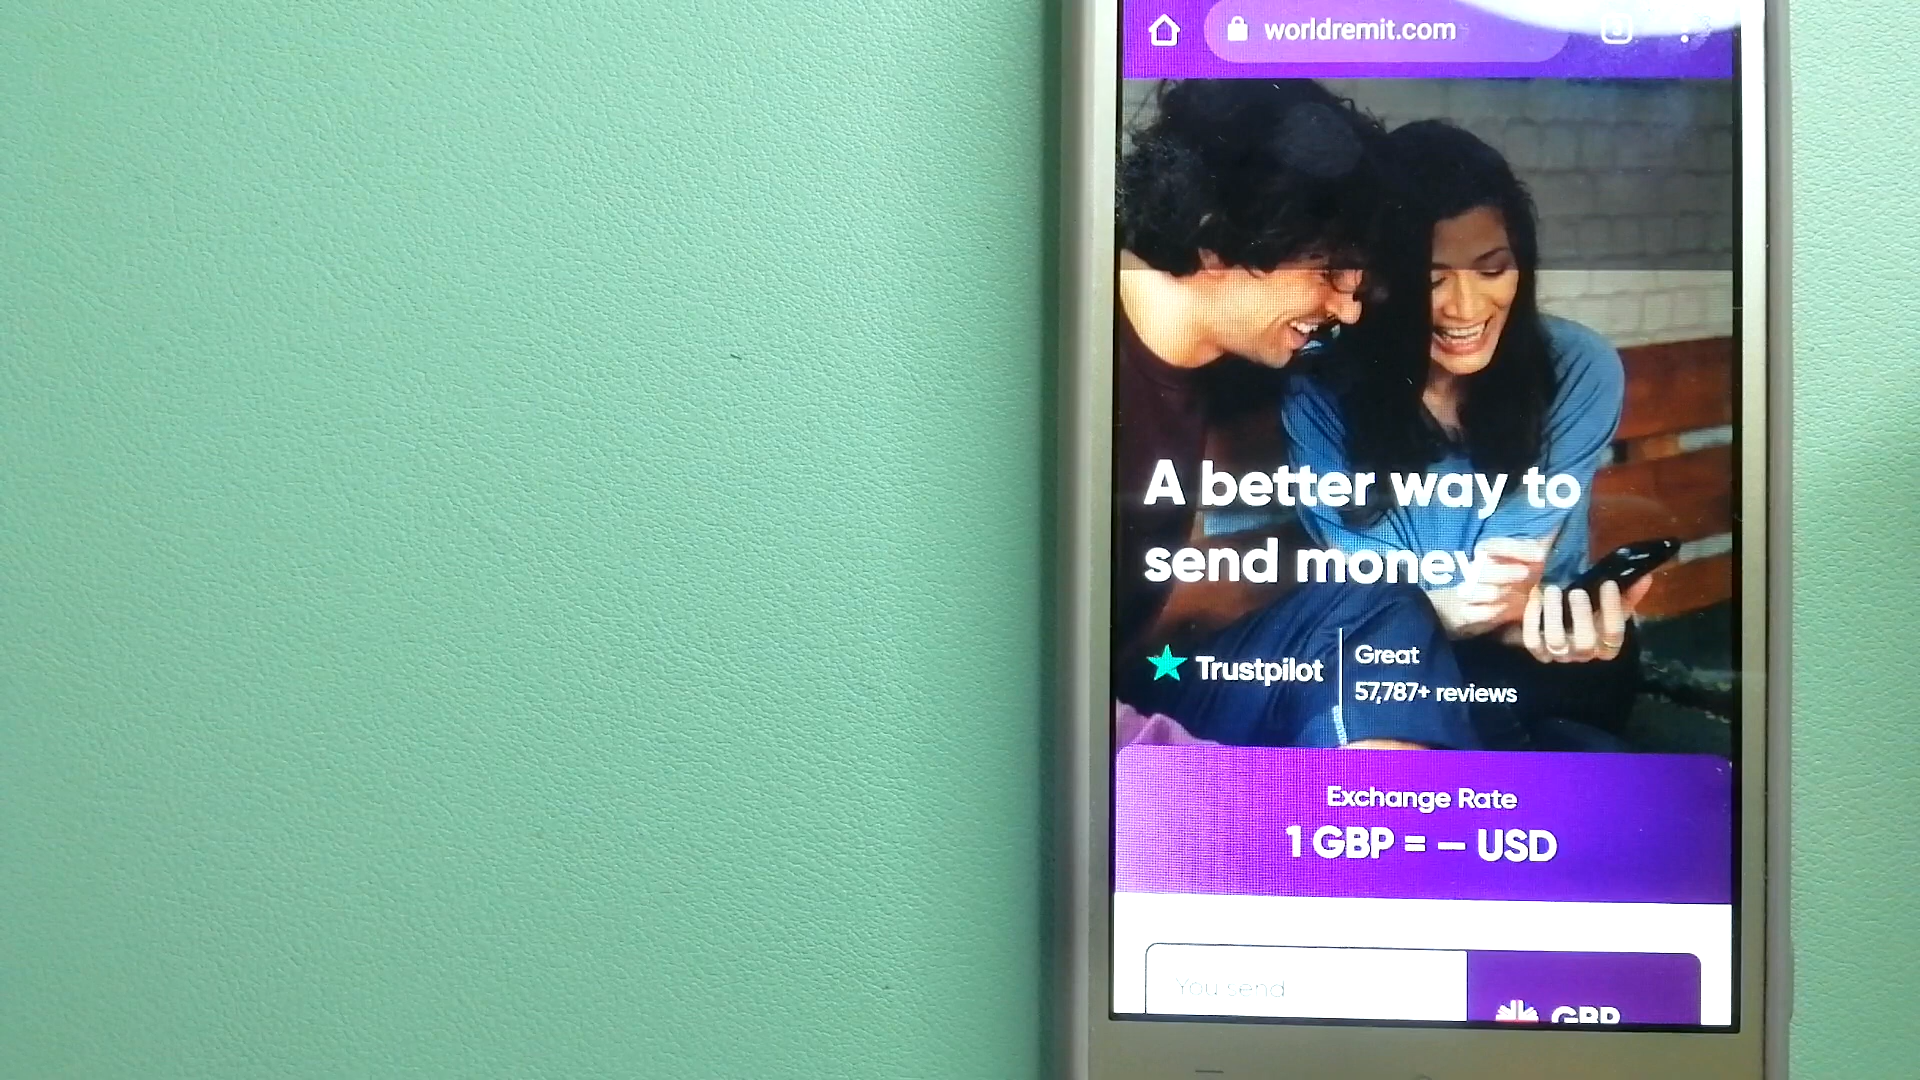 worldremit.com
A better way to
send money
Trustpilot
Great
57,787+ reviews
Exchange Rate
1 GBP = – USD
You send
GBP